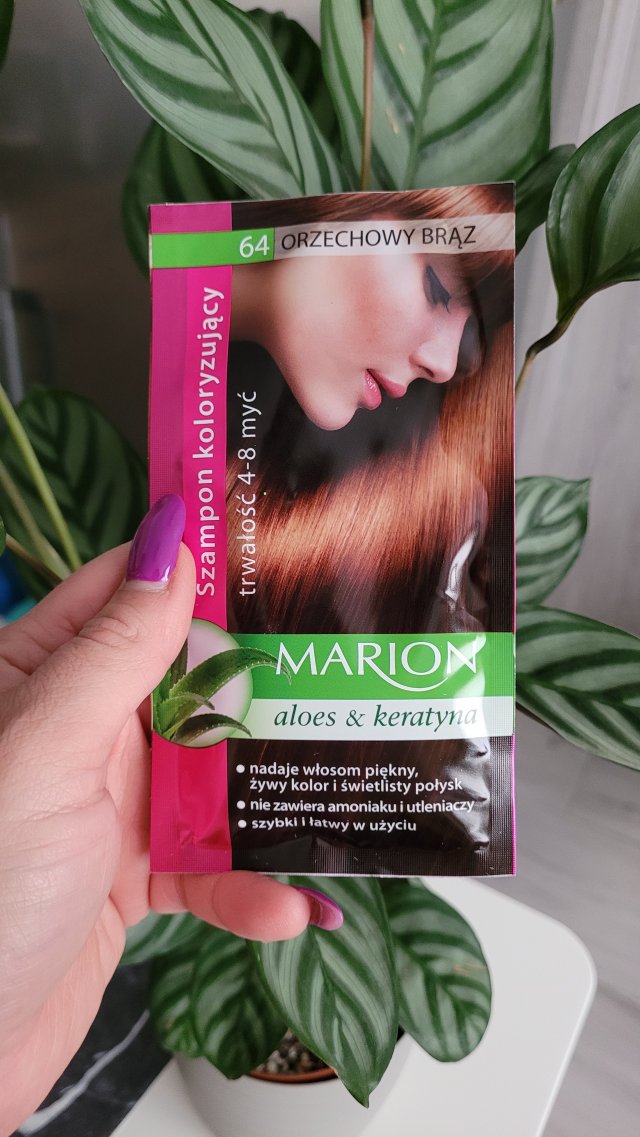 64 ORZECHOWY BRĄZ
Szampon koloryzujący
trwałość 4-8 myć
MARION
aloes & keratyna
• nadaje włosom piękny,
żywy kolor i świetlisty połysk
• nie zawiera amoniaku i utleniaczy
• szybki i łatwy w użyciu